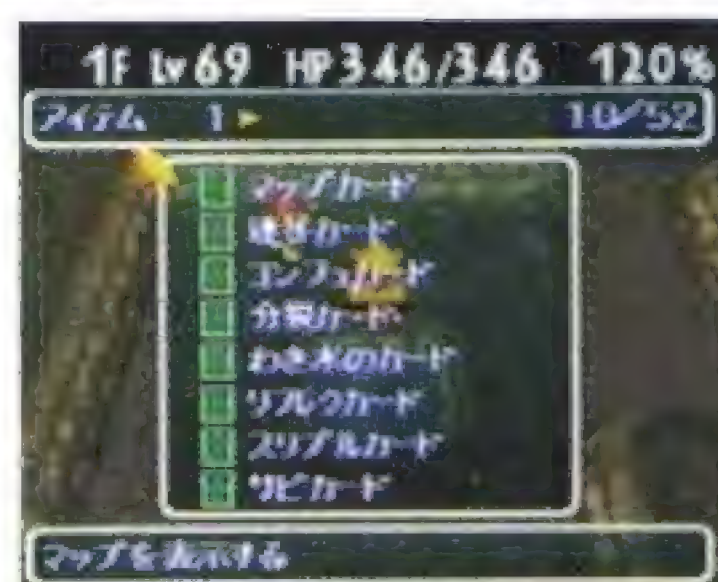 1F Lv69 HP346/346 120%
アイテム 1 10/52
マップカード
カード
コンフュカード
分裂カード
わき水のカード
リフレクカード
スリプルカード
サビカード
マップを表示する